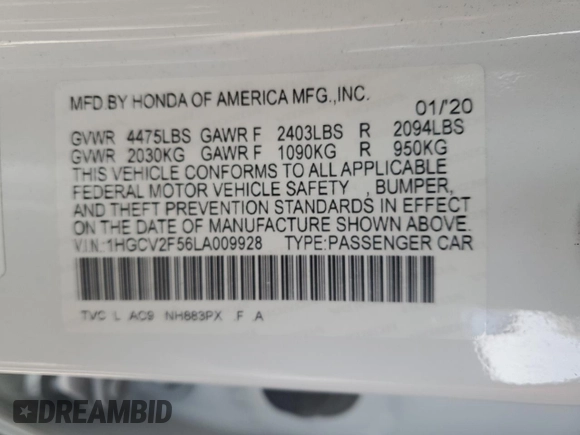 MFD BY HONDA OF AMERICA MFG.,INC. 01/'20
GVWR 4475LBS GAWR F 2403LBS R 2094LBS
GVWR 2030KG GAWR F 1090KG R 950KG
THIS VEHICLE CONFORMS TO ALL APPLICABLE
FEDERAL MOTOR VEHICLE SAFETY , BUMPER,
AND THEFT PREVENTION STANDARDS IN EFFECT
ON THE DATE OF MANUFACTURE SHOWN ABOVE.
V.I.N.:1HGCV2F56LA009928 TYPE:PASSENGER CAR
TVC L AC9 NH883PX .F A
DREAMBID